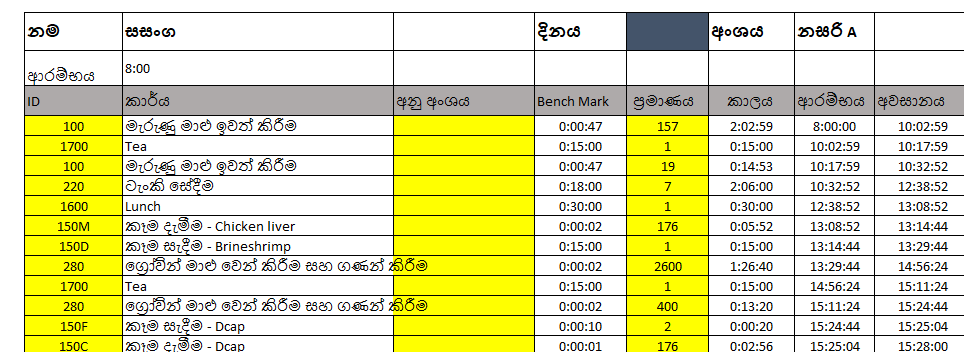 නම සසංග දිනය අංශය නසරි A
ආරම්භය 8:00
ID කාර්ය අනු අංශය Bench Mark ප්‍රමාණය කාලය ආරම්භය අවසානය
100 මැරුණු මාළු ඉවත් කිරීම 0:00:47 157 2:02:59 8:00:00 10:02:59
1700 Tea 0:15:00 1 0:15:00 10:02:59 10:17:59
100 මැරුණු මාළු ඉවත් කිරීම 0:00:47 19 0:14:53 10:17:59 10:32:52
220 ටැංකි සේදීම 0:18:00 7 2:06:00 10:32:52 12:38:52
1600 Lunch 0:30:00 1 0:30:00 12:38:52 13:08:52
150M කෑම දැමීම - Chicken liver 0:00:02 176 0:05:52 13:08:52 13:14:44
150D කෑම සැදීම - Brineshrimp 0:15:00 1 0:15:00 13:14:44 13:29:44
280 ග්‍රෝවින් මාළු වෙන් කිරීම සහ ගණන් කිරීම 0:00:02 2600 1:26:40 13:29:44 14:56:24
1700 Tea 0:15:00 1 0:15:00 14:56:24 15:11:24
280 ග්‍රෝවින් මාළු වෙන් කිරීම සහ ගණන් කිරීම 0:00:02 400 0:13:20 15:11:24 15:24:44
150F කෑම සැදීම - Dcap 0:00:10 2 0:00:20 15:24:44 15:25:04
150C කෑම දැමීම - Dcap 0:00:01 176 0:02:56 15:25:04 15:28:00